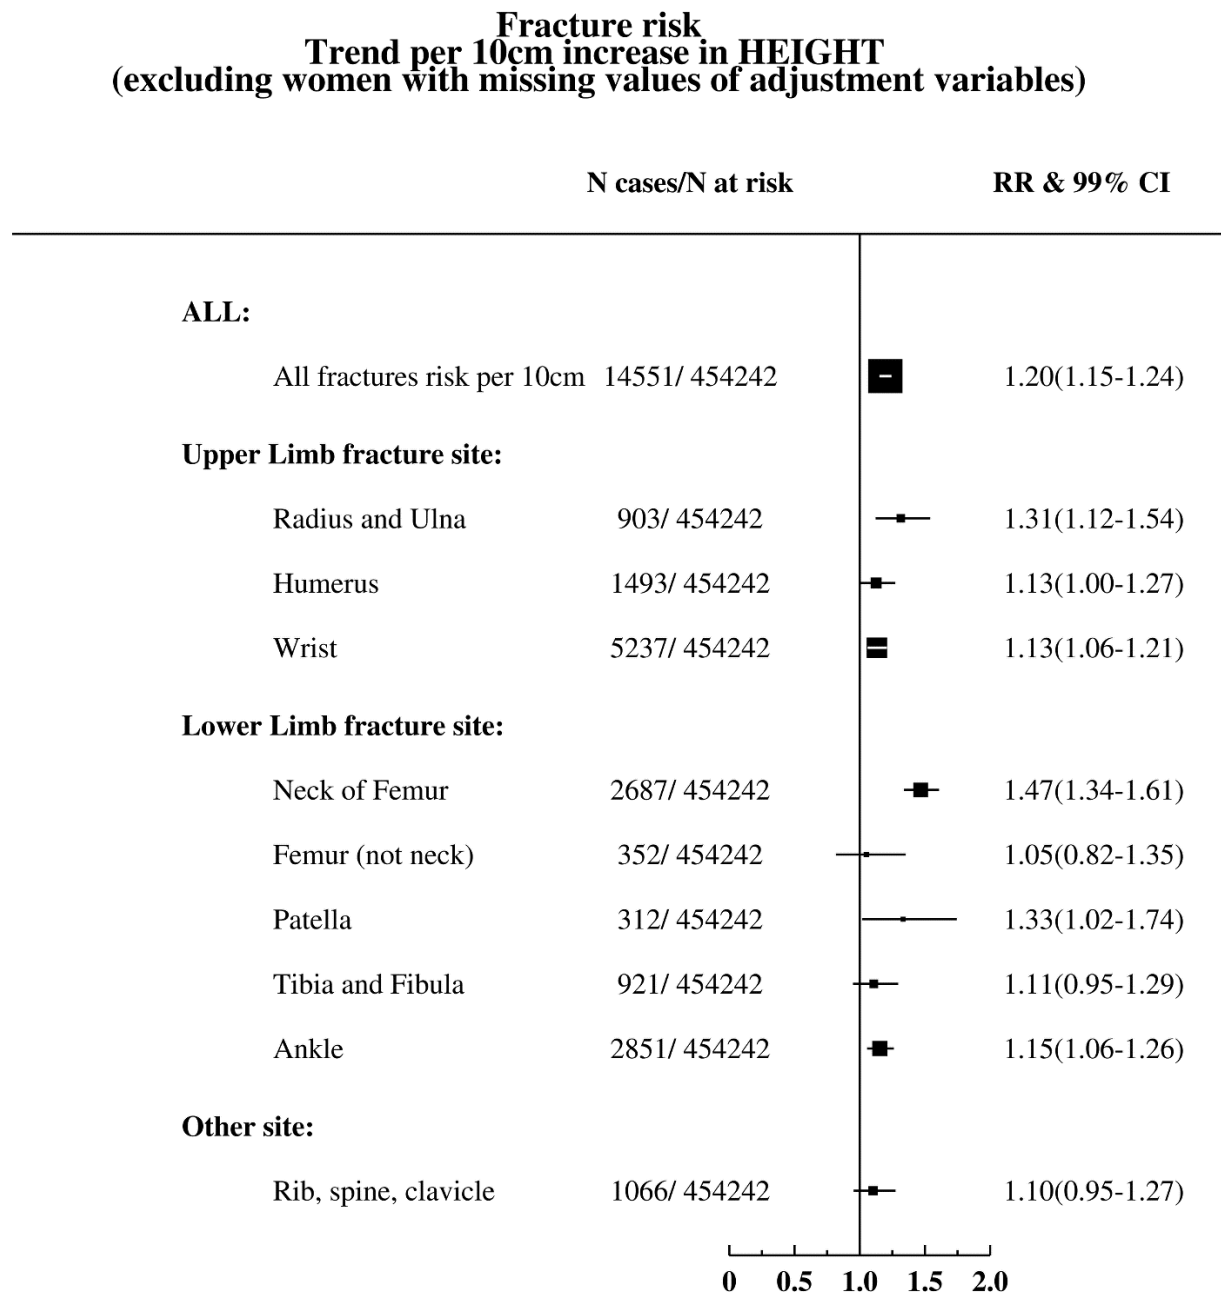 Fracture risk
Trend per 10cm increase in HEIGHT
(excluding women with missing values of adjustment variables)
N cases/N at risk RR & 99% CI
ALL:
All fractures risk per 10cm 14551/ 454242 1.20(1.15-1.24)
Upper Limb fracture site:
Radius and Ulna 903/ 454242 1.31(1.12-1.54)
Humerus 1493/ 454242 1.13(1.00-1.27)
Wrist 5237/ 454242 1.13(1.06-1.21)
Lower Limb fracture site:
Neck of Femur 2687/ 454242 1.47(1.34-1.61)
Femur (not neck) 352/ 454242 1.05(0.82-1.35)
Patella 312/ 454242 1.33(1.02-1.74)
Tibia and Fibula 921/ 454242 1.11(0.95-1.29)
Ankle 2851/ 454242 1.15(1.06-1.26)
Other site:
Rib, spine, clavicle 1066/ 454242 1.10(0.95-1.27)
0 0.5 1.0 1.5 2.0